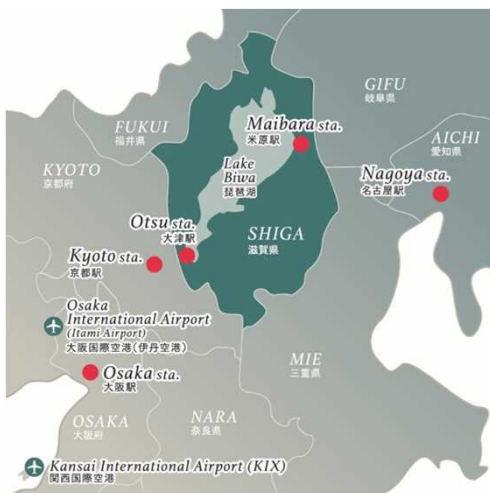 GIFU
岐阜県
FUKUI
福井県
Maibara sta.
米原駅
AICHI
愛知県
KYOTO
京都府
Lake
Biwa
琵琶湖
Nagoya sta.
名古屋駅
Otsu sta.
大津駅
SHIGA
滋賀県
Kyoto sta.
京都駅
Osaka
International Airport
(Itami Airport)
大阪国際空港(伊丹空港)
MIE
三重県
Osaka sta.
大阪駅
OSAKA
大阪府
NARA
奈良県
Kansai International Airport (KIX)
関西国際空港